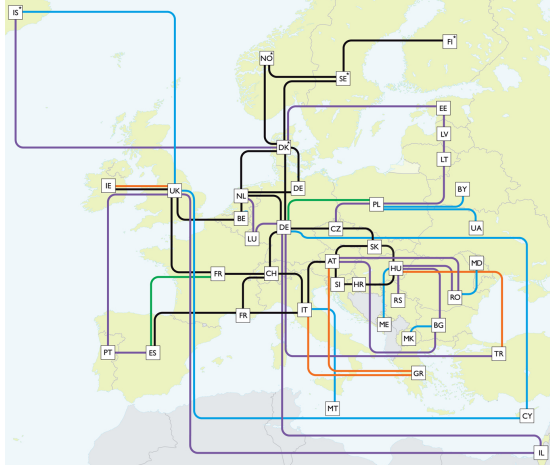 IS*
FI*
NO*
SE*
EE
LV
DK*
LT
IE
UK
DE
BY
NL
PL
BE
UA
DE
CZ
LU
SK
AT
HU
MD
FR
CH
SI
HR
RS
RO
FR
IT
ME
BG
MK
PT
ES
TR
GR
MT
CY
IL